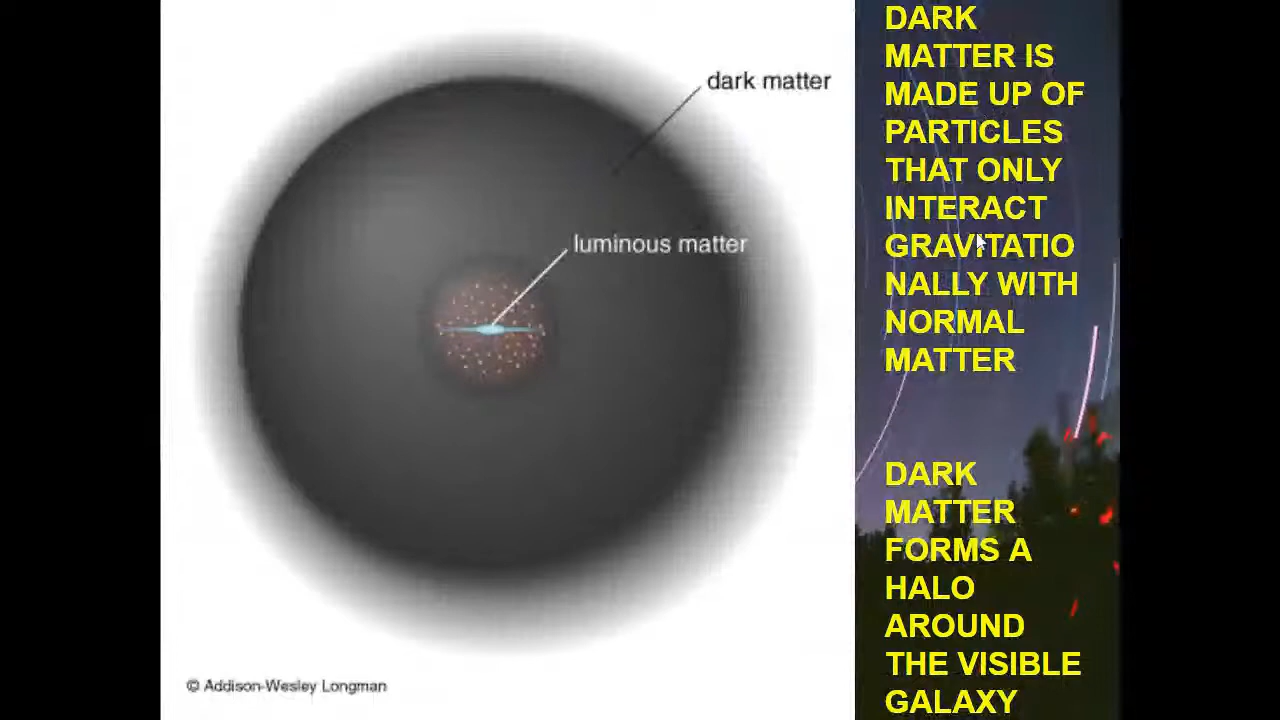 dark matter
luminous matter
© Addison-Wesley Longman
DARK
MATTER IS
MADE UP OF
PARTICLES
THAT ONLY
INTERACT
GRAVITATIO
NALLY WITH
NORMAL
MATTER
DARK
MATTER
FORMS A
HALO
AROUND
THE VISIBLE
GALAXY